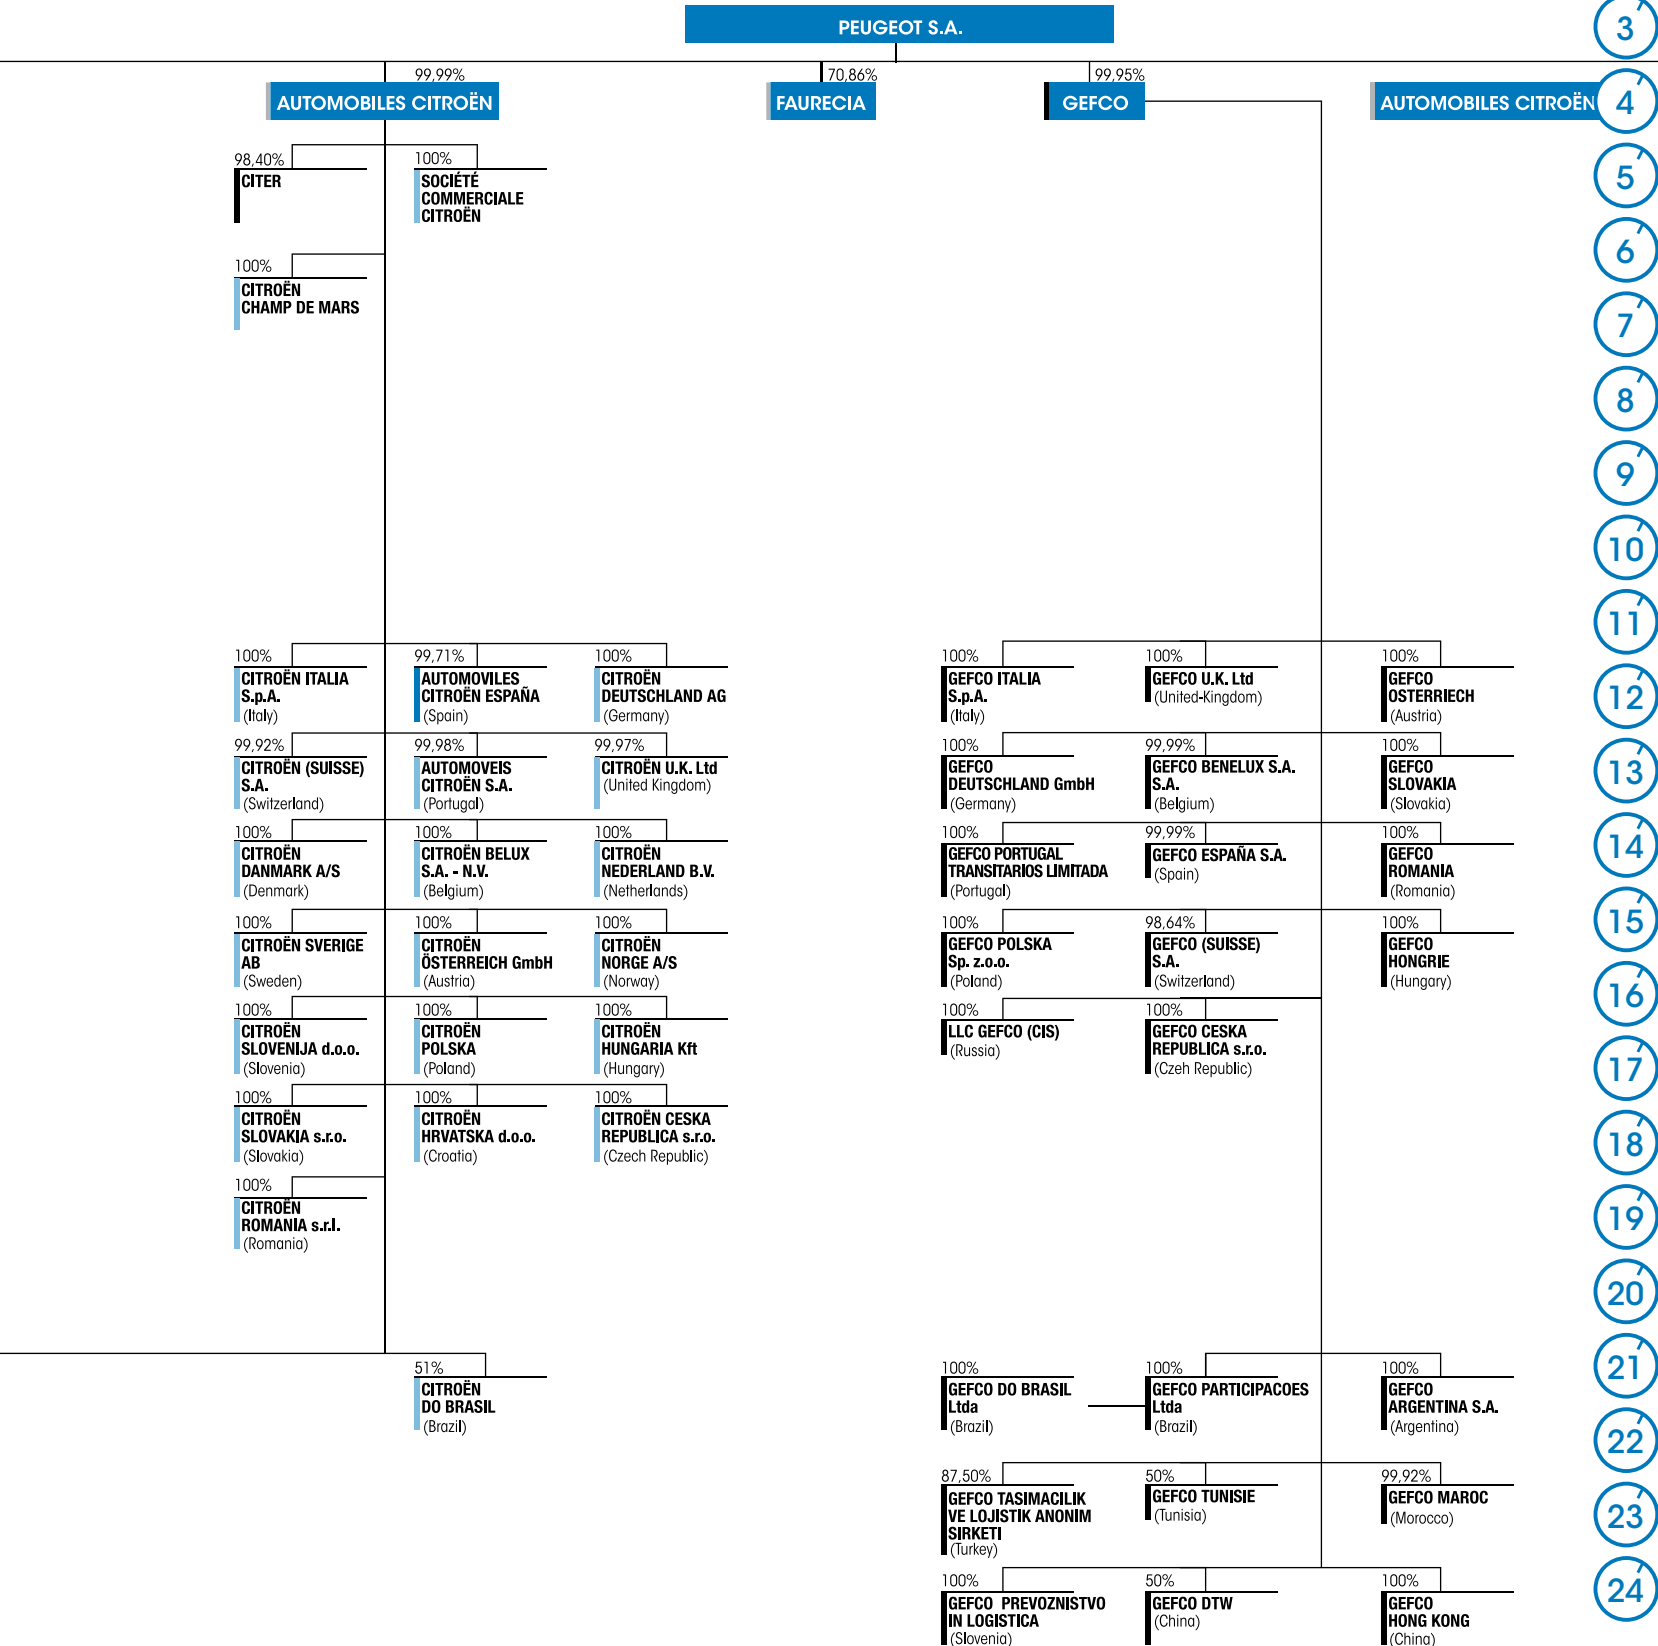 PEUGEOT S.A.
99,99%
AUTOMOBILES CITROËN
70,86%
FAURECIA
99,95%
GEFCO
AUTOMOBILES CITROËN
98,40%
CITER
100%
SOCIÉTÉ
COMMERCIALE
CITROËN
100%
CITROËN
CHAMP DE MARS
100%
CITROËN ITALIA
S.p.A.
(Italy)
99,71%
AUTOMOVILES
CITROËN ESPAÑA
(Spain)
100%
CITROËN
DEUTSCHLAND AG
(Germany)
99,92%
CITROËN (SUISSE)
S.A.
(Switzerland)
99,98%
AUTOMOVEIS
CITROËN S.A.
(Portugal)
99,97%
CITROËN U.K. Ltd
(United Kingdom)
100%
CITROËN
DANMARK A/S
(Denmark)
100%
CITROËN BELUX
S.A. - N.V.
(Belgium)
100%
CITROËN
NEDERLAND B.V.
(Netherlands)
100%
CITROËN SVERIGE
AB
(Sweden)
100%
CITROËN
ÖSTERREICH GmbH
(Austria)
100%
CITROËN
NORGE A/S
(Norway)
100%
CITROËN
SLOVENIJA d.o.o.
(Slovenia)
100%
CITROËN
POLSKA
(Poland)
100%
CITROËN
HUNGARIA Kft
(Hungary)
100%
CITROËN
SLOVAKIA s.r.o.
(Slovakia)
100%
CITROËN
HRVATSKA d.o.o.
(Croatia)
100%
CITROËN CESKA
REPUBLICA s.r.o.
(Czech Republic)
100%
CITROËN
ROMANIA s.r.l.
(Romania)
51%
CITROËN
DO BRASIL
(Brazil)
100%
GEFCO ITALIA
S.p.A.
(Italy)
100%
GEFCO U.K. Ltd
(United-Kingdom)
100%
GEFCO
OSTERRIECH
(Austria)
100%
GEFCO
DEUTSCHLAND GmbH
(Germany)
99,99%
GEFCO BENELUX S.A.
S.A.
(Belgium)
100%
GEFCO
SLOVAKIA
(Slovakia)
100%
GEFCO PORTUGAL
TRANSITARIOS LIMITADA
(Portugal)
99,99%
GEFCO ESPAÑA S.A.
(Spain)
100%
GEFCO
ROMANIA
(Romania)
100%
GEFCO POLSKA
Sp. z.o.o.
(Poland)
98,64%
GEFCO (SUISSE)
S.A.
(Switzerland)
100%
GEFCO
HONGRIE
(Hungary)
100%
LLC GEFCO (CIS)
(Russia)
100%
GEFCO CESKA
REPUBLICA s.r.o.
(Czeh Republic)
100%
GEFCO DO BRASIL
Ltda
(Brazil)
100%
GEFCO PARTICIPACOES
Ltda
(Brazil)
100%
GEFCO
ARGENTINA S.A.
(Argentina)
87,50%
GEFCO TASIMACILIK
VE LOJISTIK ANONIM
SIRKETI
(Turkey)
50%
GEFCO TUNISIE
(Tunisia)
99,92%
GEFCO MAROC
(Morocco)
100%
GEFCO PREVOZNISTVO
IN LOGISTICA
(Slovenia)
50%
GEFCO DTW
(China)
100%
GEFCO
HONG KONG
(China)
3
4
5
6
7
8
9
10
11
12
13
14
15
16
17
18
19
20
21
22
23
24